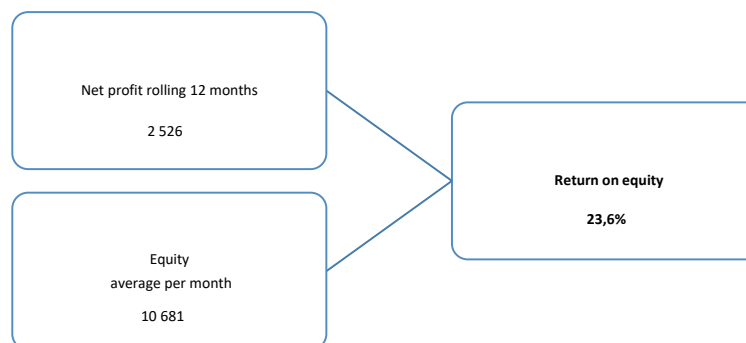 Net profit rolling 12 months
2 526
Equity
average per month
10 681
Return on equity
23,6%